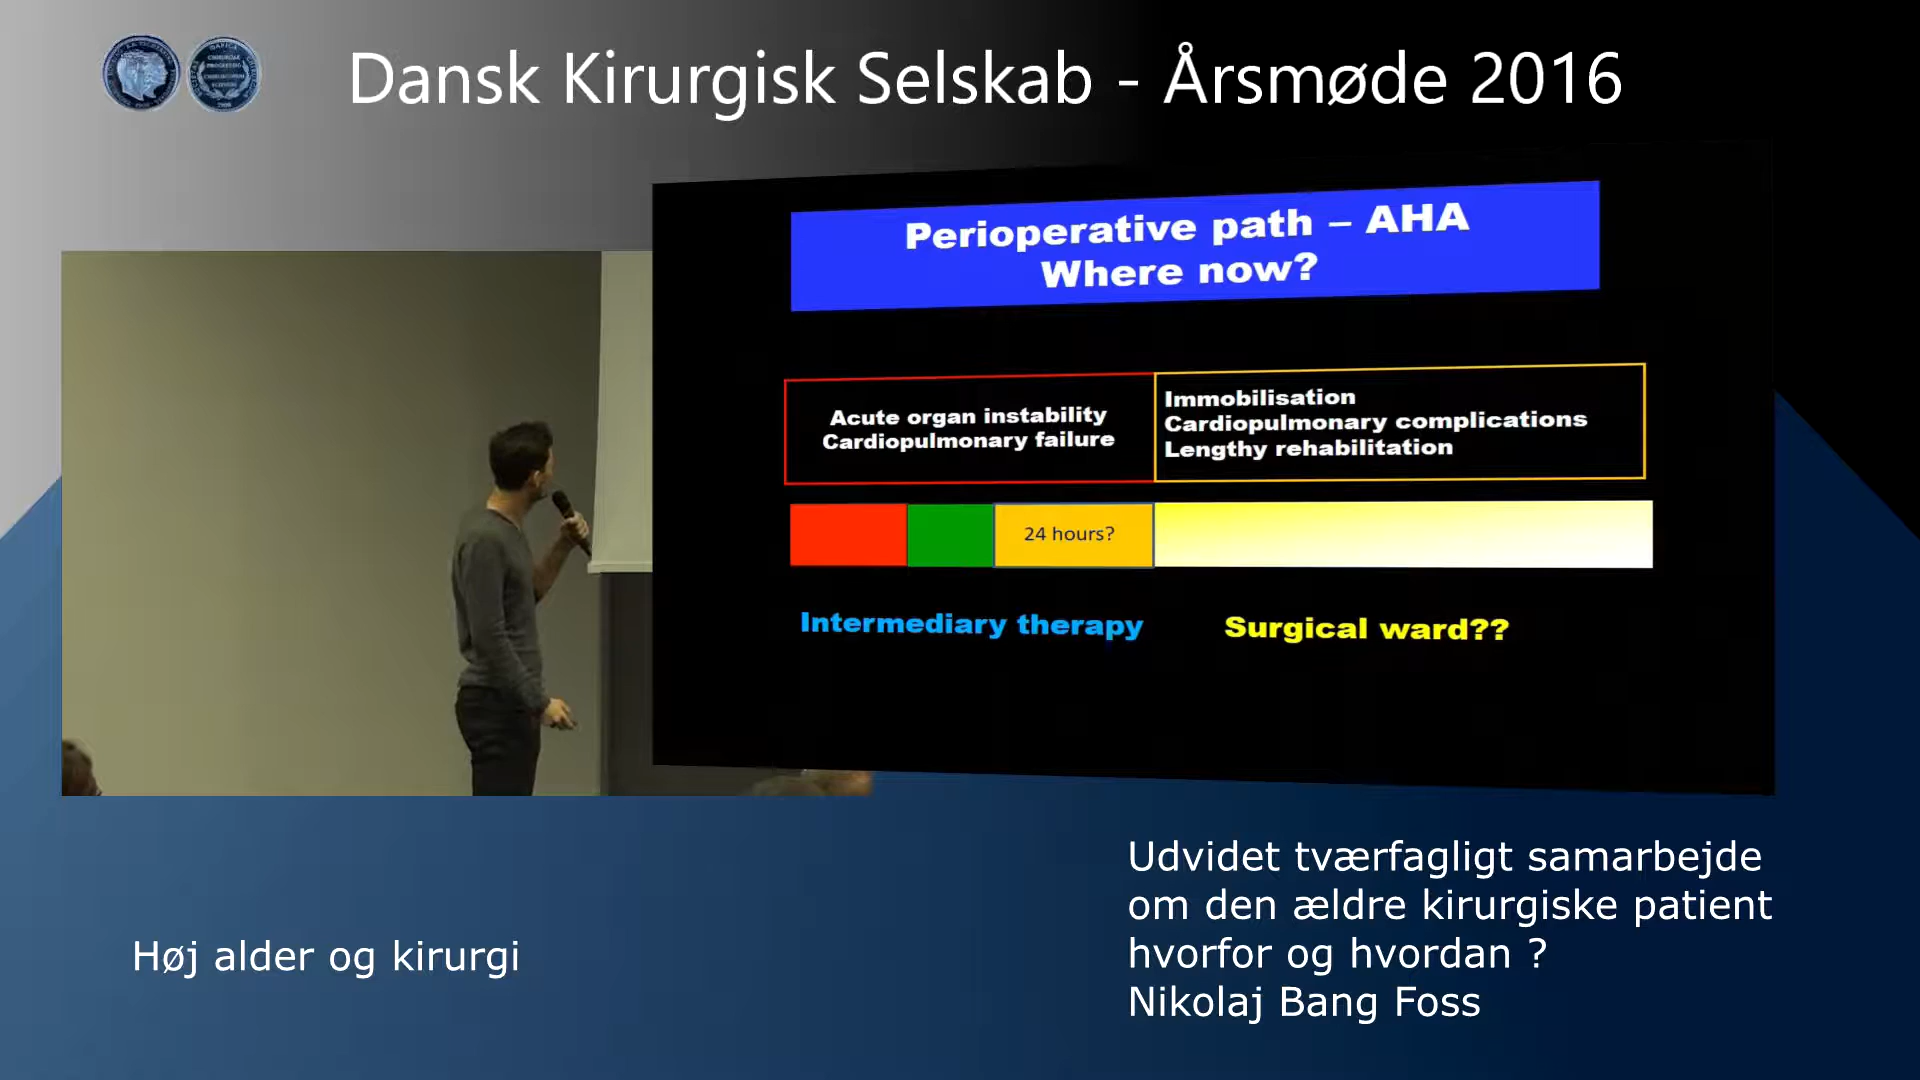 Dansk Kirurgisk Selskab - Årsmøde 2016
Perioperative path – AHA
Where now?
Acute organ instability
Cardiopulmonary failure
Immobilisation
Cardiopulmonary complications
Lengthy rehabilitation
24 hours?
Intermediary therapy
Surgical ward??
Høj alder og kirurgi
Udvidet tværfagligt samarbejde
om den ældre kirurgiske patient
hvorfor og hvordan ?
Nikolaj Bang Foss